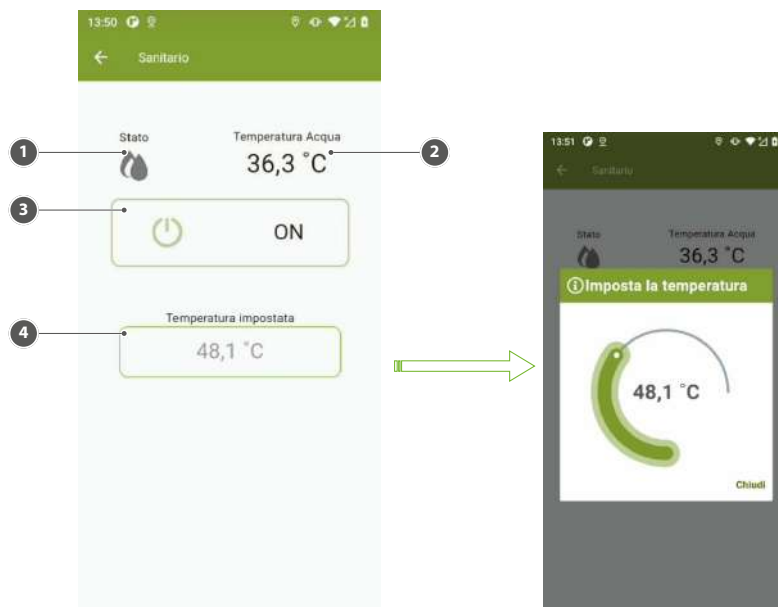 13:50
Sanitario
Stato
Temperatura Acqua
1
36,3 °C
2
3
ON
Temperatura impostata
4
48,1 °C
13:51
Sanitario
Stato
Temperatura Acqua
36,3 °C
Imposta la temperatura
48,1 °C
Chiudi